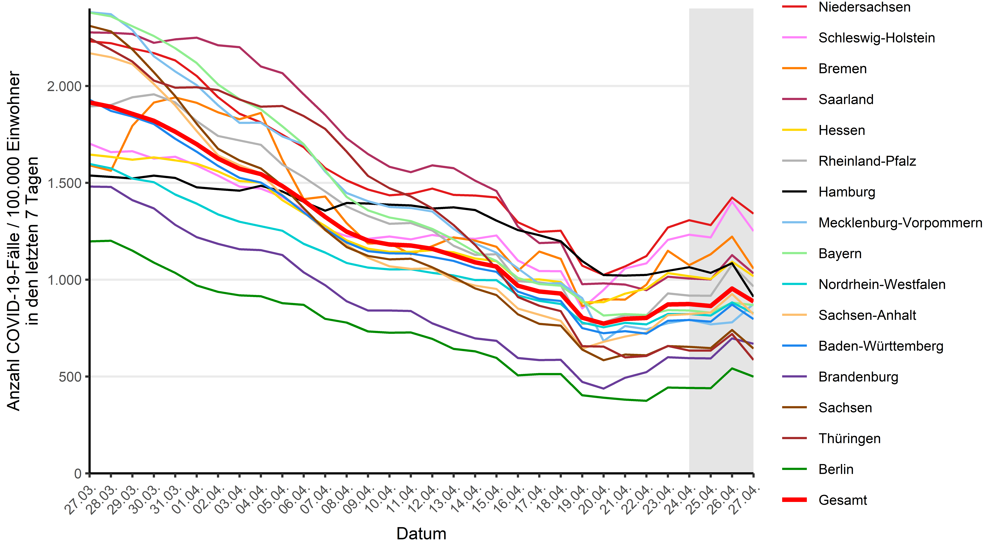 Anzahl COVID-19-Fälle / 100.000 Einwohner
in den letzten 7 Tagen
2.000
1.500
1.000
500
0
27.03.
28.03.
29.03.
30.03.
31.03.
01.04.
02.04.
03.04.
04.04.
05.04.
06.04.
07.04.
08.04.
09.04.
10.04.
11.04.
12.04.
13.04.
14.04.
15.04.
16.04.
17.04.
18.04.
19.04.
20.04.
21.04.
22.04.
23.04.
24.04.
25.04.
26.04.
27.04.
Datum
Niedersachsen
Schleswig-Holstein
Bremen
Saarland
Hessen
Rheinland-Pfalz
Hamburg
Mecklenburg-Vorpommern
Bayern
Nordrhein-Westfalen
Sachsen-Anhalt
Baden-Württemberg
Brandenburg
Sachsen
Thüringen
Berlin
Gesamt